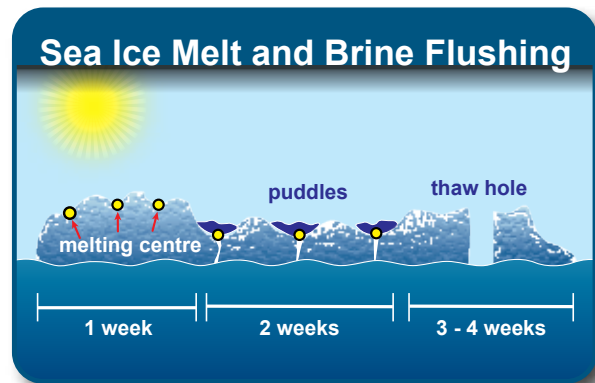 Sea Ice Melt and Brine Flushing
puddles
thaw hole
melting centre
1 week
2 weeks
3 - 4 weeks